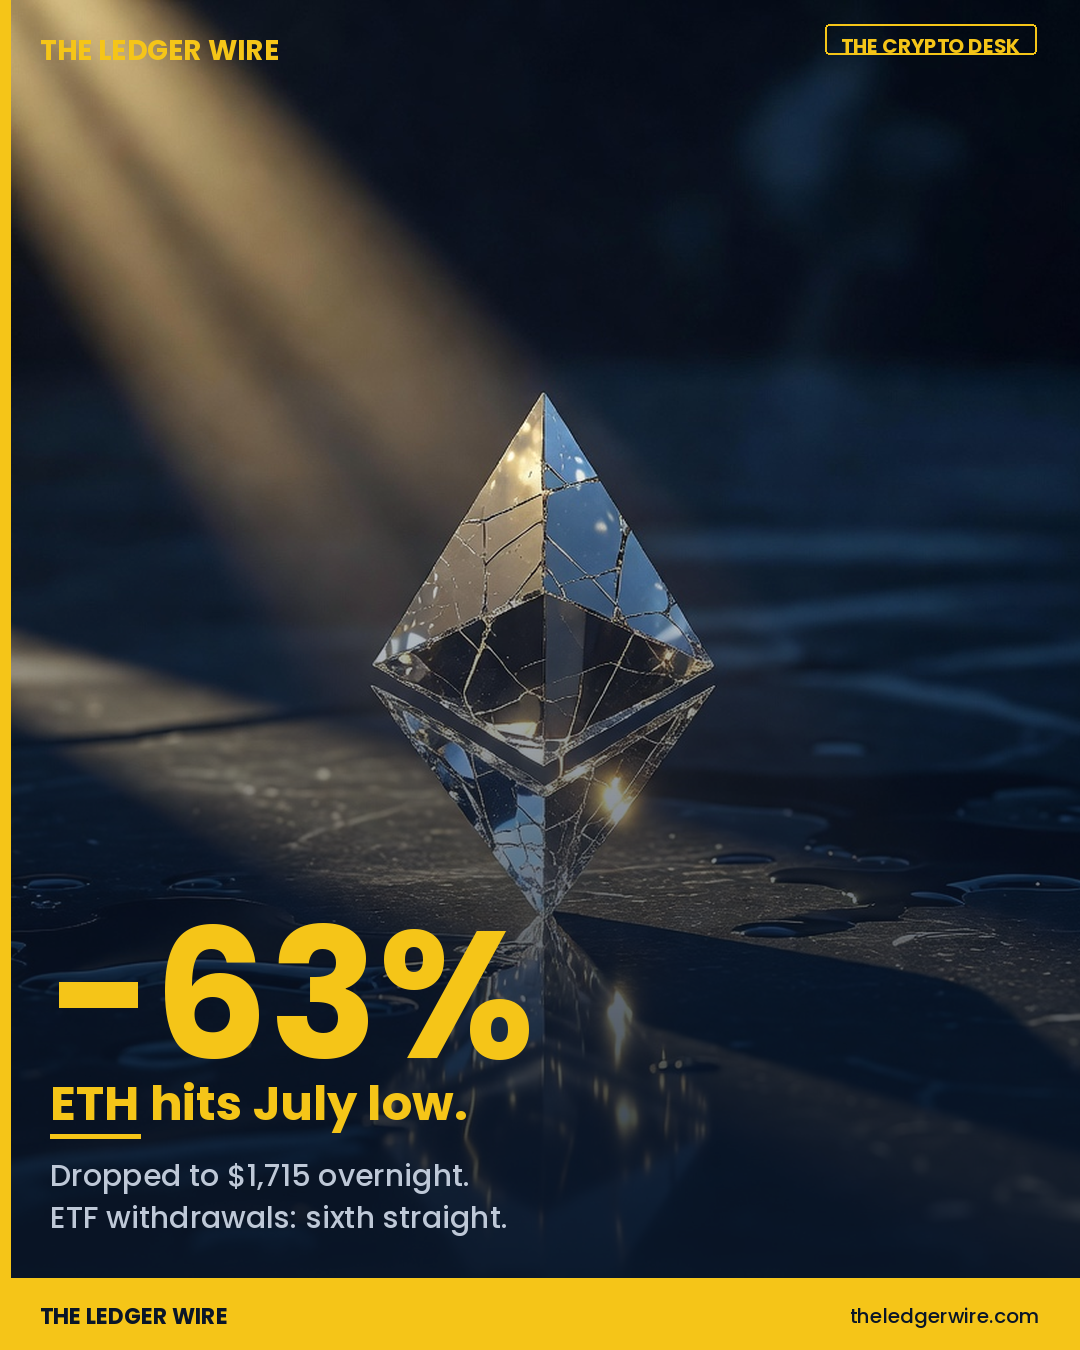 THE LEDGER WIRE
THE CRYPTO DESK
-63%
ETH hits July low.
Dropped to $1,715 overnight.
ETF withdrawals: sixth straight.
THE LEDGER WIRE
theledgerwire.com